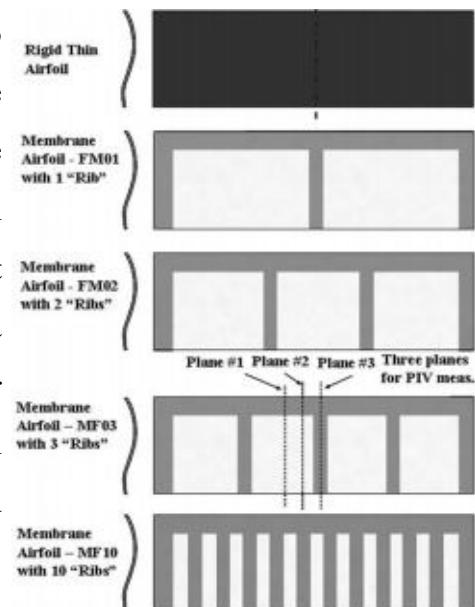 Rigid Thin
Airfoil
Membrane
Airfoil - FM01
with 1 “Rib”
Membrane
Airfoil - FM02
with 2 “Ribs”
Plane #1 Plane #2 Plane #3 Three planes
for PIV meas.
Membrane
Airfoil – MF03
with 3 “Ribs”
Membrane
Airfoil – MF10
with 10 “Ribs”